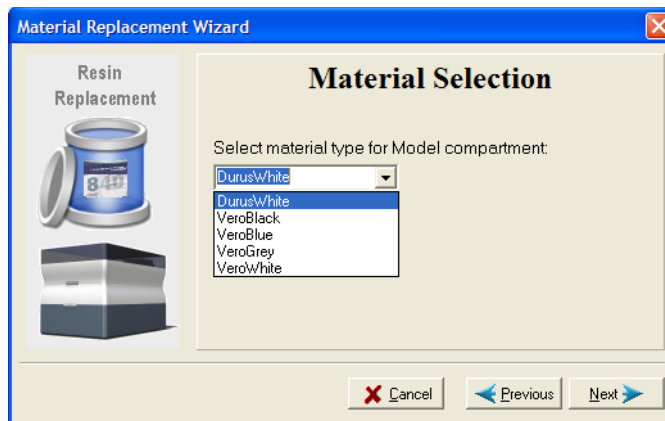 Material Replacement Wizard
Resin
Replacement
840
Material Selection
Select material type for Model compartment:
DurusWhite
DurusWhite
VeroBlack
VeroBlue
VeroGrey
VeroWhite
Cancel
Previous
Next